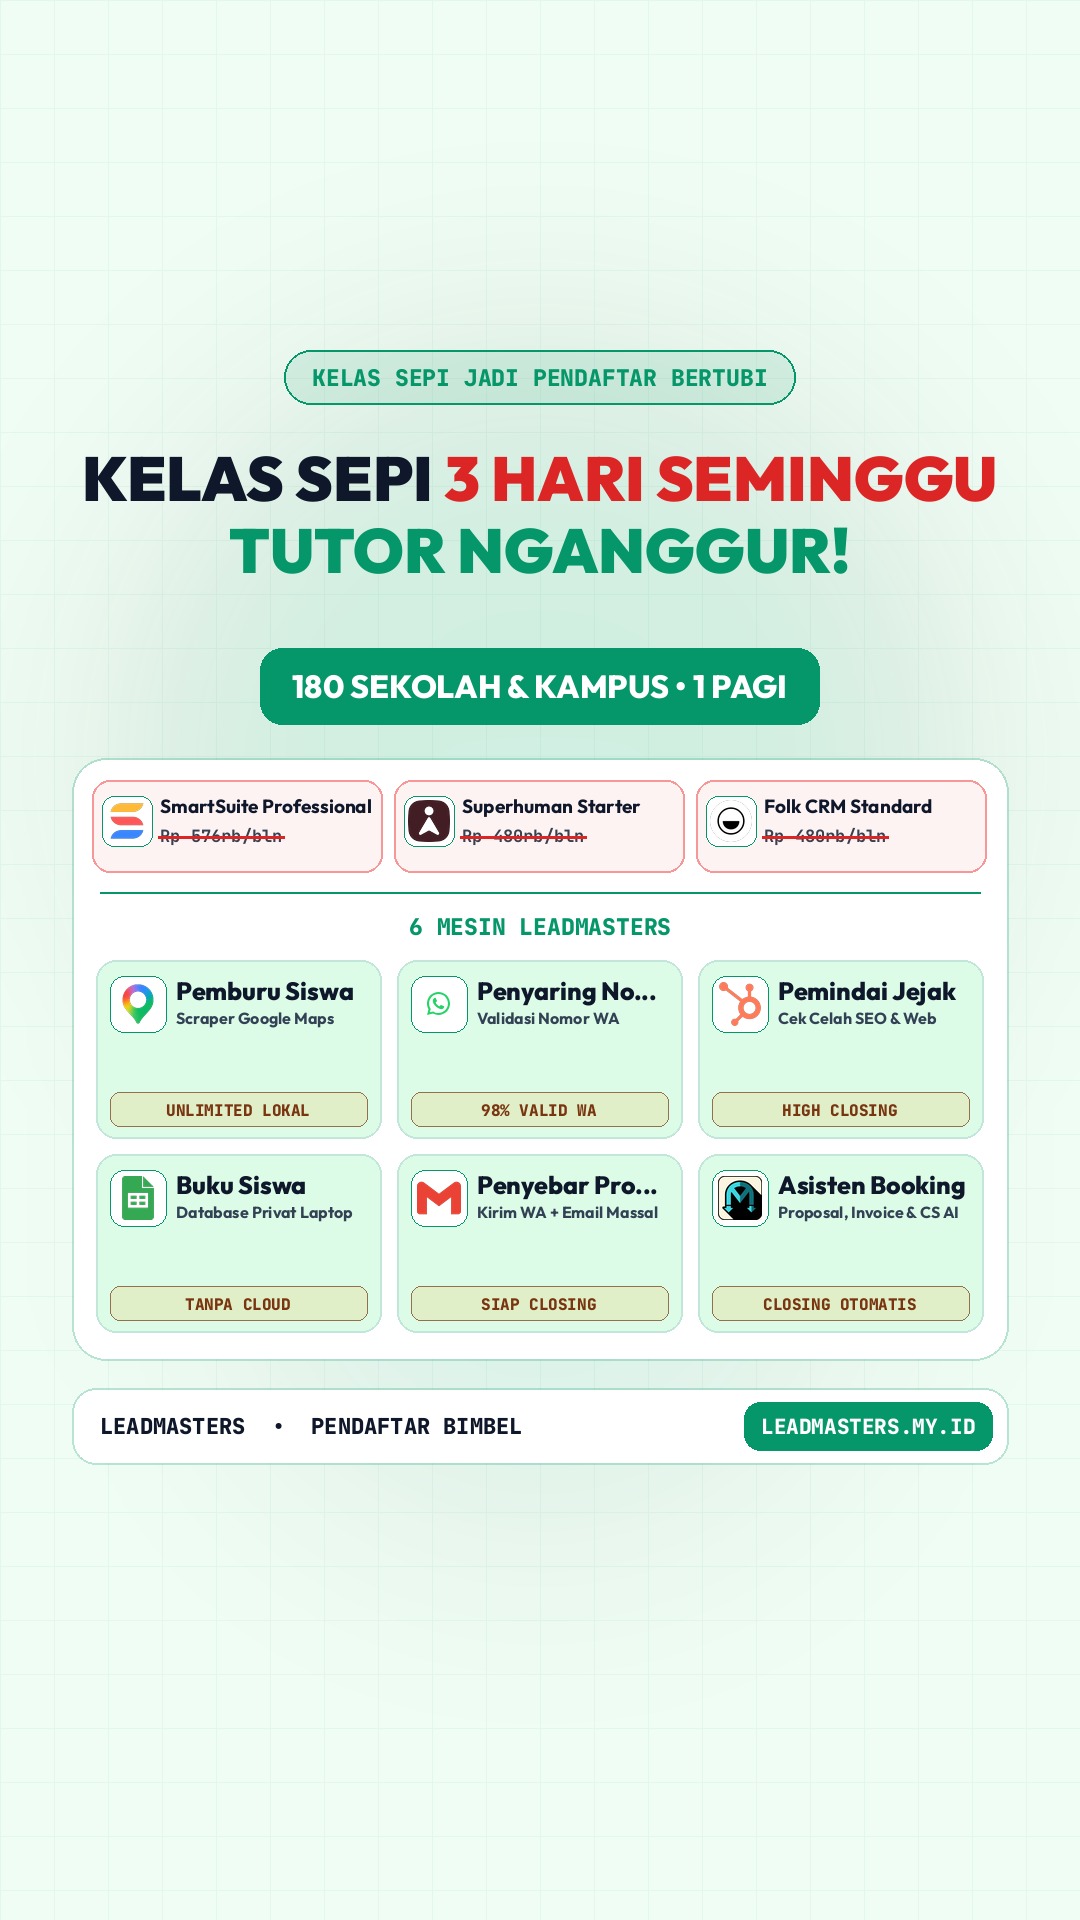 KELAS SEPI JADI PENDAFTAR BERTUBI
KELAS SEPI 3 HARI SEMINGGU
TUTOR NGANGGUR!
180 SEKOLAH & KAMPUS • 1 PAGI
SmartSuite Professional
Rp 576rb/bln
Superhuman Starter
Rp 480rb/bln
Folk CRM Standard
Rp 480rb/bln
6 MESIN LEADMASTERS
Pemburu Siswa
Scraper Google Maps
UNLIMITED LOKAL
Penyaring No...
Validasi Nomor WA
98% VALID WA
Pemindai Jejak
Cek Celah SEO & Web
HIGH CLOSING
Buku Siswa
Database Privat Laptop
TANPA CLOUD
Penyebar Pro...
Kirim WA + Email Massal
SIAP CLOSING
Asisten Booking
Proposal, Invoice & CS AI
CLOSING OTOMATIS
LEADMASTERS • PENDAFTAR BIMBEL
LEADMASTERS.MY.ID